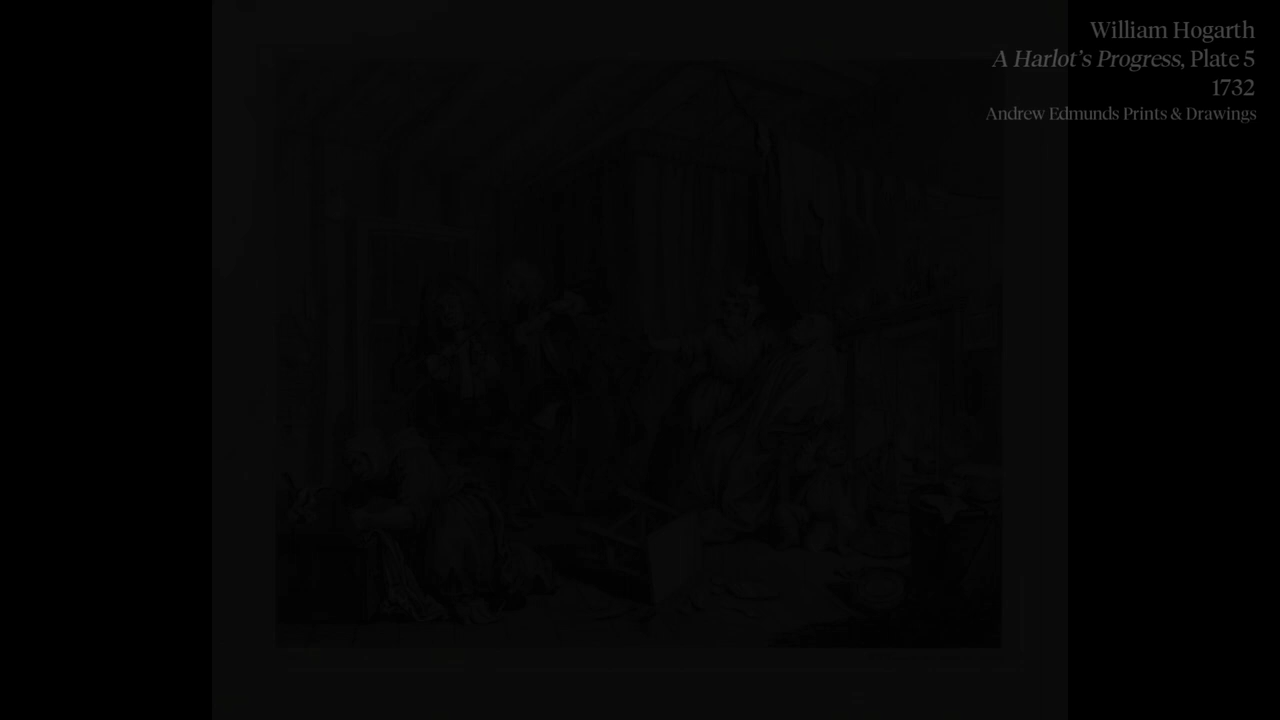 William Hogarth
A Harlot’s Progress, Plate 5
1732
Andrew Edmunds Prints & Drawings